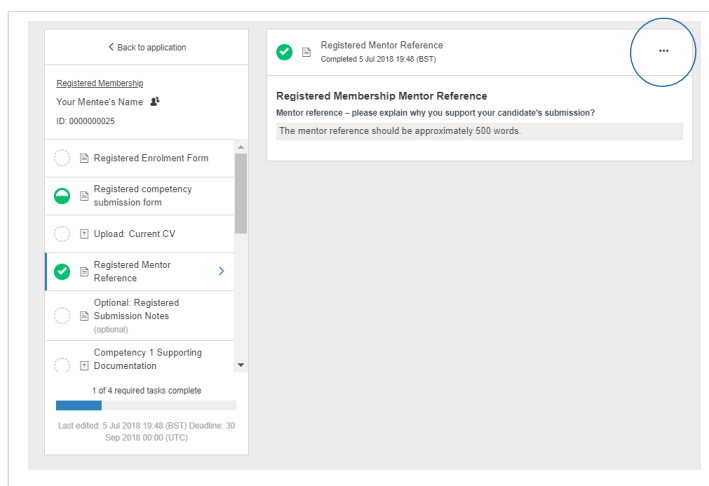 Back to application
Registered Membership
Your Mentee's Name
ID: 0000000025
Registered Enrolment Form
Registered competency
submission form
Upload: Current CV
Registered Mentor
Reference
Optional: Registered
Submission Notes
(optional)
Competency 1 Supporting
Documentation
1 of 4 required tasks complete
Last edited: 5 Jul 2018 19:48 (BST) Deadline: 30
Sep 2018 00:00 (UTC)
Registered Mentor Reference
Completed 5 Jul 2018 19:48 (BST)
Registered Membership Mentor Reference
Mentor reference – please explain why you support your candidate's submission?
The mentor reference should be approximately 500 words.